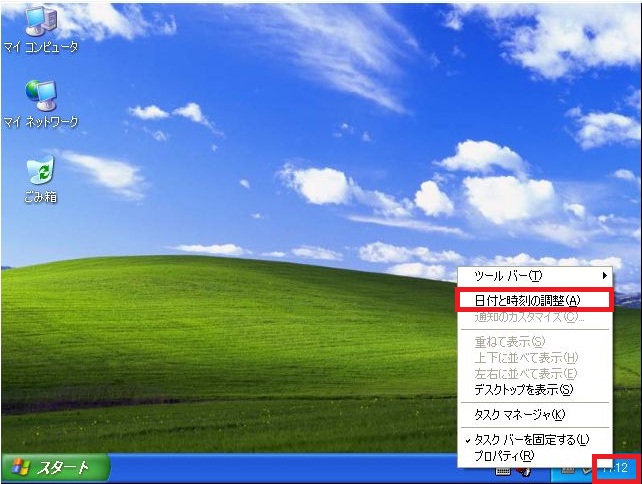 マイ コンピュータ
マイ ネットワーク
ごみ箱
ツール バー(T)
日付と時刻の調整(A)
通知のカスタマイズ(C)...
重ねて表示(S)
上下に並べて表示(H)
左右に並べて表示(E)
デスクトップを表示(S)
タスク マネージャ(K)
タスク バーを固定する(L)
プロパティ(R)
スタート
17:12